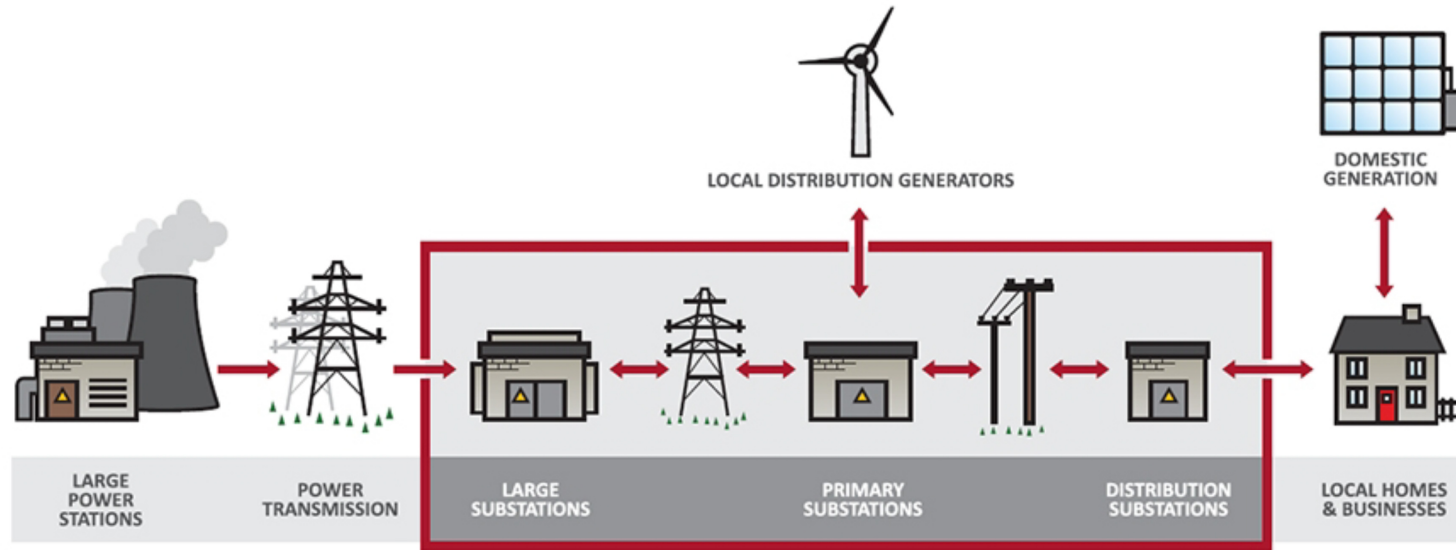 LOCAL DISTRIBUTION GENERATORS
DOMESTIC
GENERATION
LARGE
POWER
STATIONS
POWER
TRANSMISSION
LARGE
SUBSTATIONS
PRIMARY
SUBSTATIONS
DISTRIBUTION
SUBSTATIONS
LOCAL HOMES
& BUSINESSES